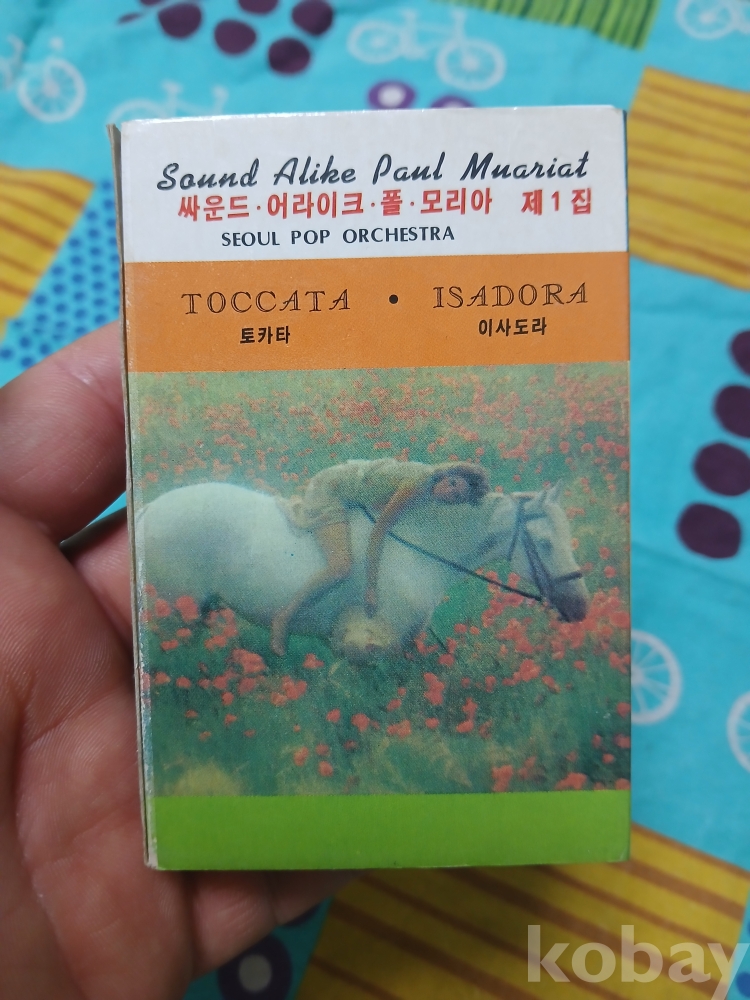 Sound Alike Paul Muariat
싸운드·어라이크·폴·모리아 제1집
SEOUL POP ORCHESTRA
TOCCATA • ISADORA
토카타 이사도라
kobay